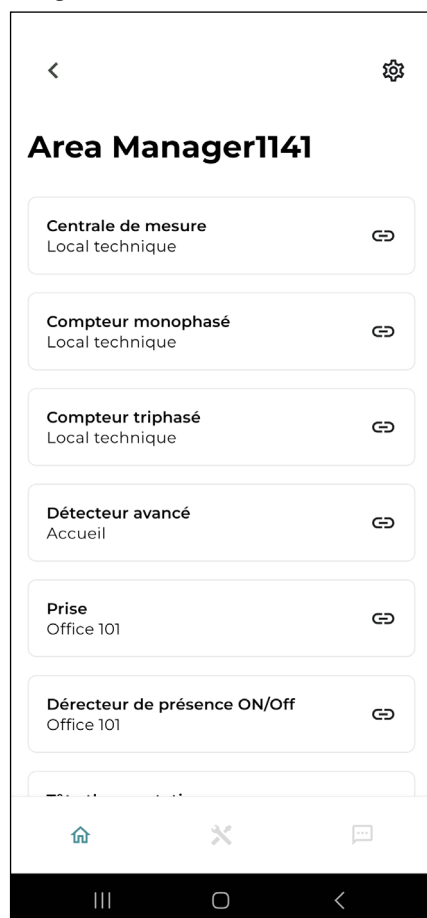 Area Manager1141
Centrale de mesure
Local technique
Compteur monophasé
Local technique
Compteur triphasé
Local technique
Détecteur avancé
Accueil
Prise
Office 101
Dérecteur de présence ON/Off
Office 101